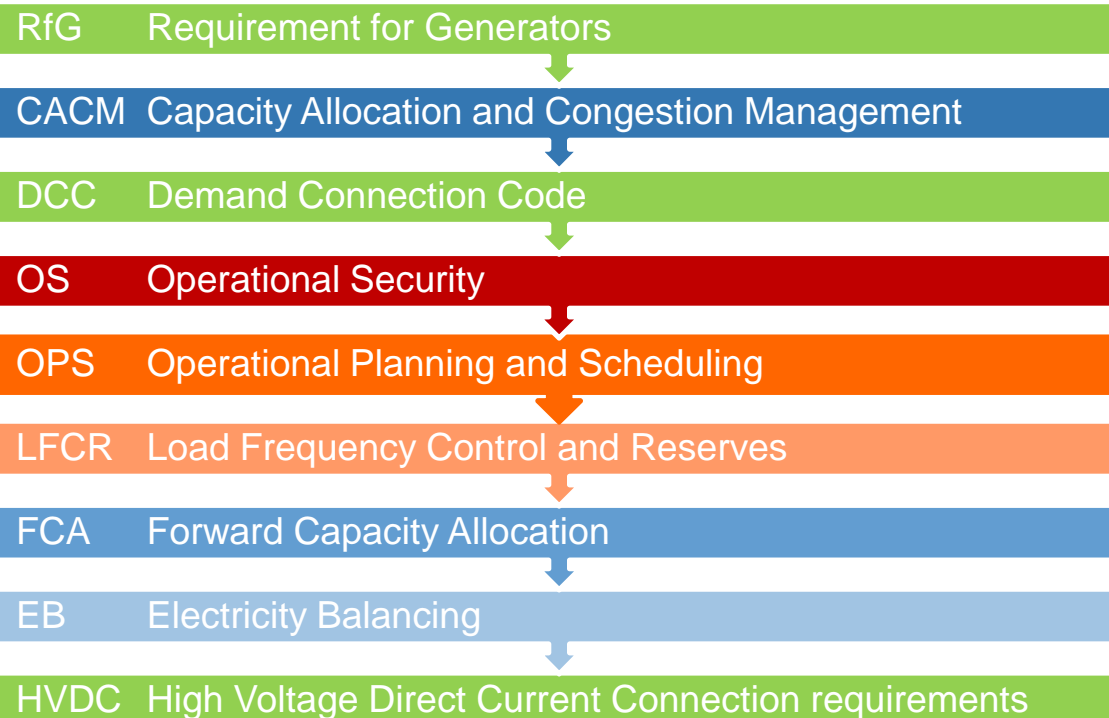 RfG Requirement for Generators
CACM Capacity Allocation and Congestion Management
DCC Demand Connection Code
OS Operational Security
OPS Operational Planning and Scheduling
LFCR Load Frequency Control and Reserves
FCA Forward Capacity Allocation
EB Electricity Balancing
HVDC High Voltage Direct Current Connection requirements